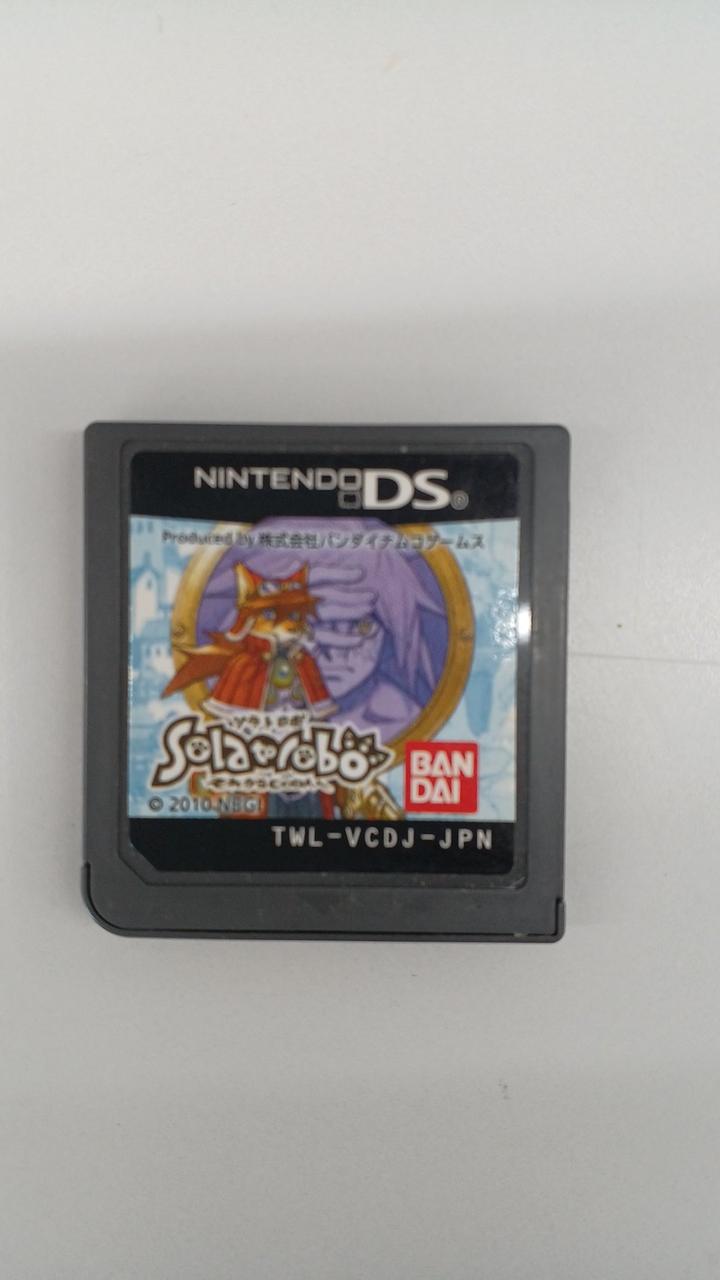 NINTENDO DS
Produced by 株式会社バンダイナムコゲームス
ソラトロボ
Solatorobo
それからCODAへ
BAN
DAI
© 2010 NBGI
TWL-VCDJ-JPN